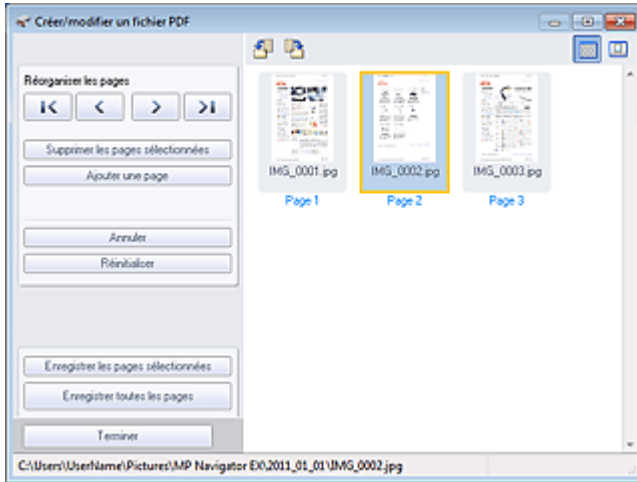 Créer/modifier un fichier PDF
Réorganiser les pages
Supprimer les pages sélectionnées
Ajouter une page
Annuler
Réinitialiser
Enregistrer les pages sélectionnées
Enregistrer toutes les pages
Terminer
IMG_0001.jpg
IMG_0002.jpg
IMG_0003.jpg
Page 1
Page 2
Page 3
C:\Users\UserName\Pictures\MP Navigator EX\2011_01_01\IMG_0002.jpg